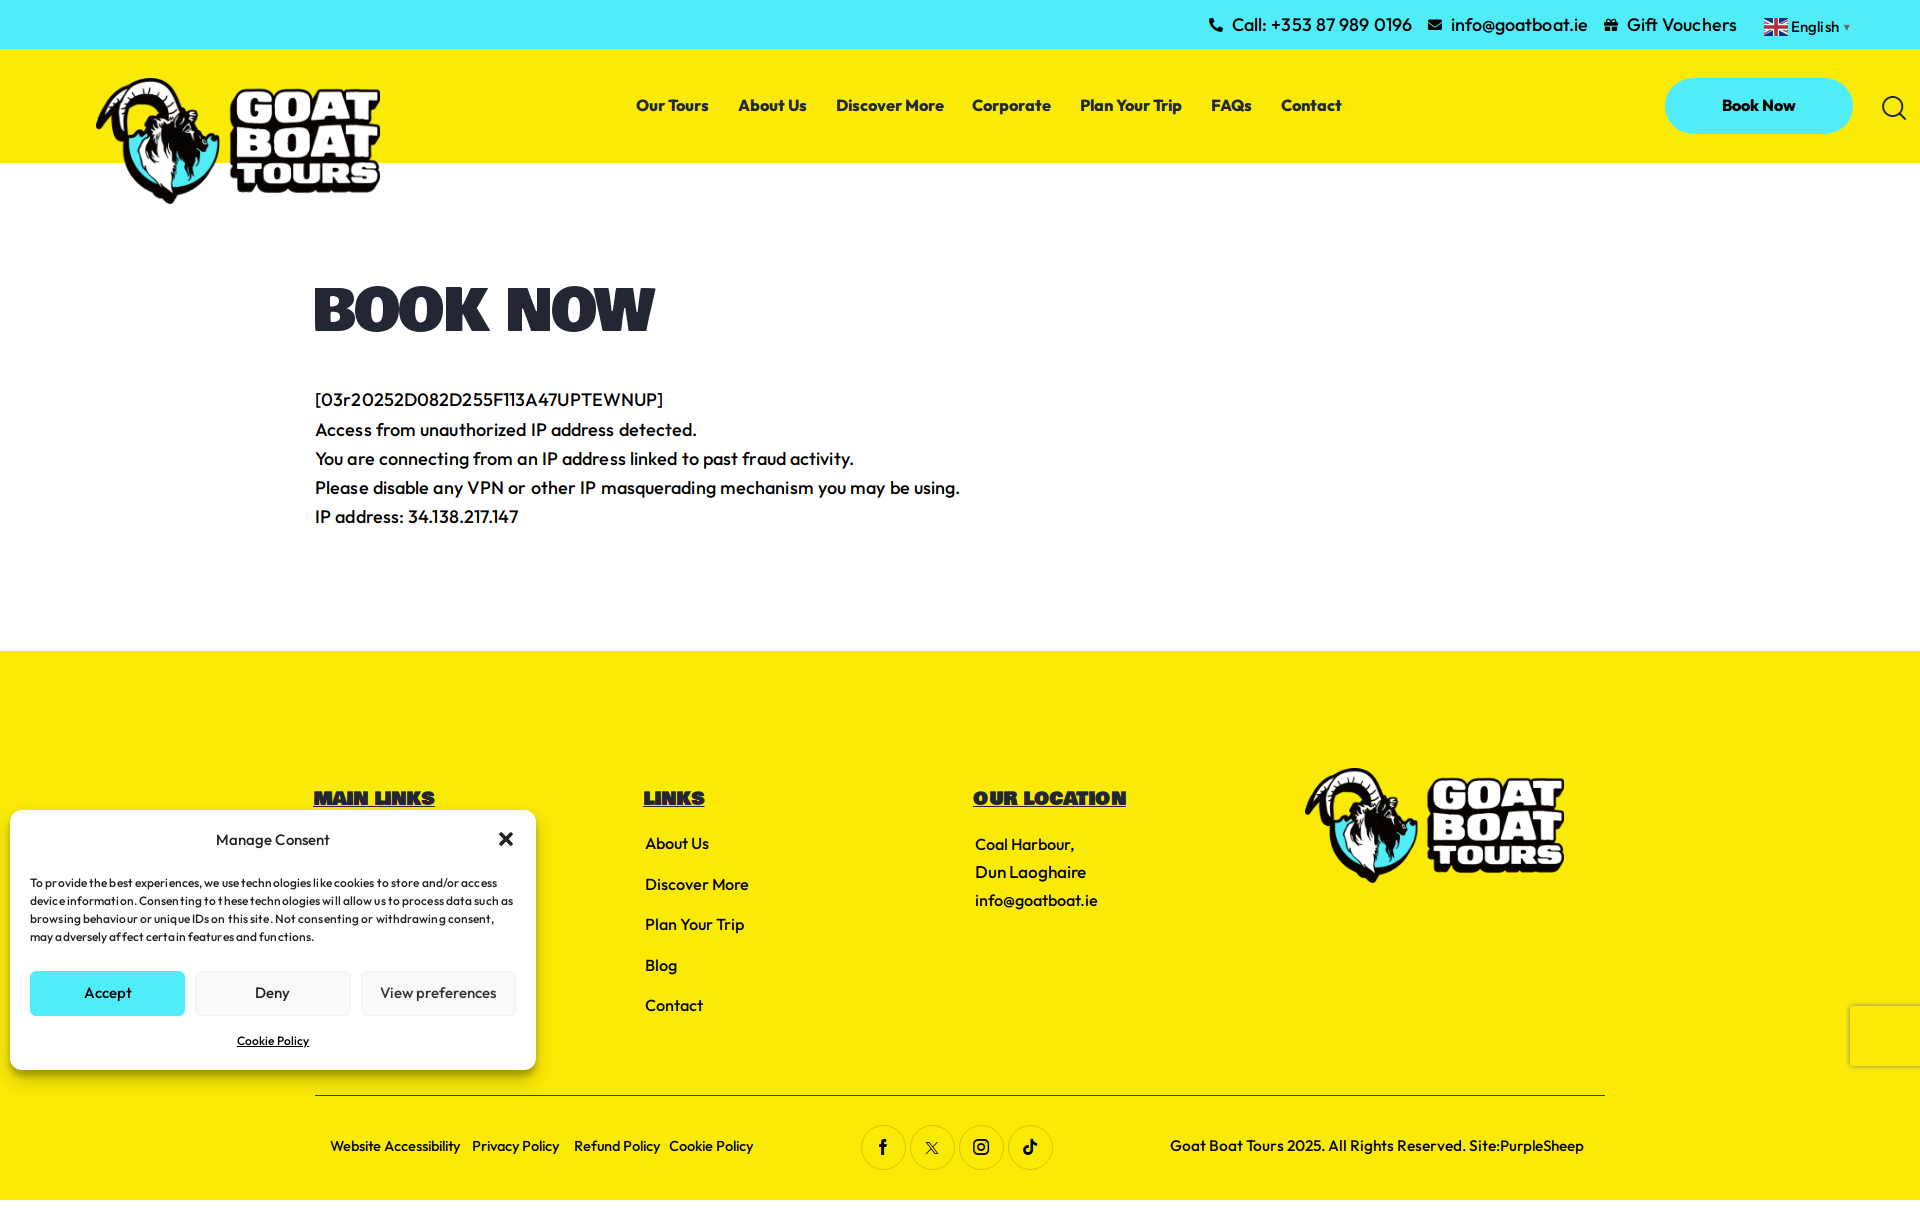 Call: +353 87 989 0196 info@goatboat.ie Gift Vouchers English ▼
GOAT
BOAT
TOURS
Our Tours About Us Discover More Corporate Plan Your Trip FAQs Contact
Book Now
BOOK NOW
[03r20252D082D255F113A47UPTEWNUP]
Access from unauthorized IP address detected.
You are connecting from an IP address linked to past fraud activity.
Please disable any VPN or other IP masquerading mechanism you may be using.
IP address: 34.138.217.147
MAIN LINKS
LINKS
About Us
Discover More
Plan Your Trip
Blog
Contact
OUR LOCATION
Coal Harbour,
Dun Laoghaire
info@goatboat.ie
GOAT
BOAT
TOURS
Manage Consent
To provide the best experiences, we use technologies like cookies to store and/or access
device information. Consenting to these technologies will allow us to process data such as
browsing behaviour or unique IDs on this site. Not consenting or withdrawing consent,
may adversely affect certain features and functions.
Accept Deny View preferences
Cookie Policy
Website Accessibility Privacy Policy Refund Policy Cookie Policy
Goat Boat Tours 2025. All Rights Reserved. Site:PurpleSheep